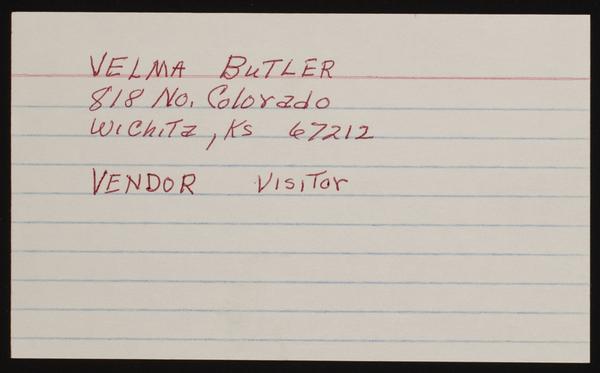 VELMA BUTLER
818 No. Colorado
Wichita, Ks 67212
VENDOR Visitor